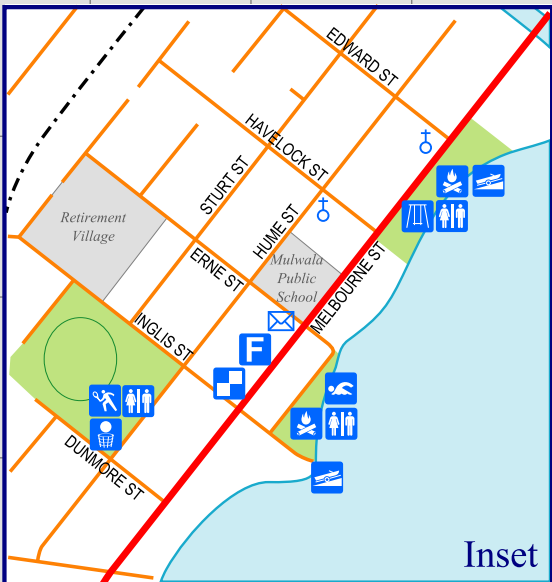 EDWARD ST
HAVELOCK ST
STURT ST
HUME ST
Retirement
Village
ERNE ST
Mulwala
Public
School
MELBOURNE ST
INGLIS ST
F
DUNMORE ST
Inset